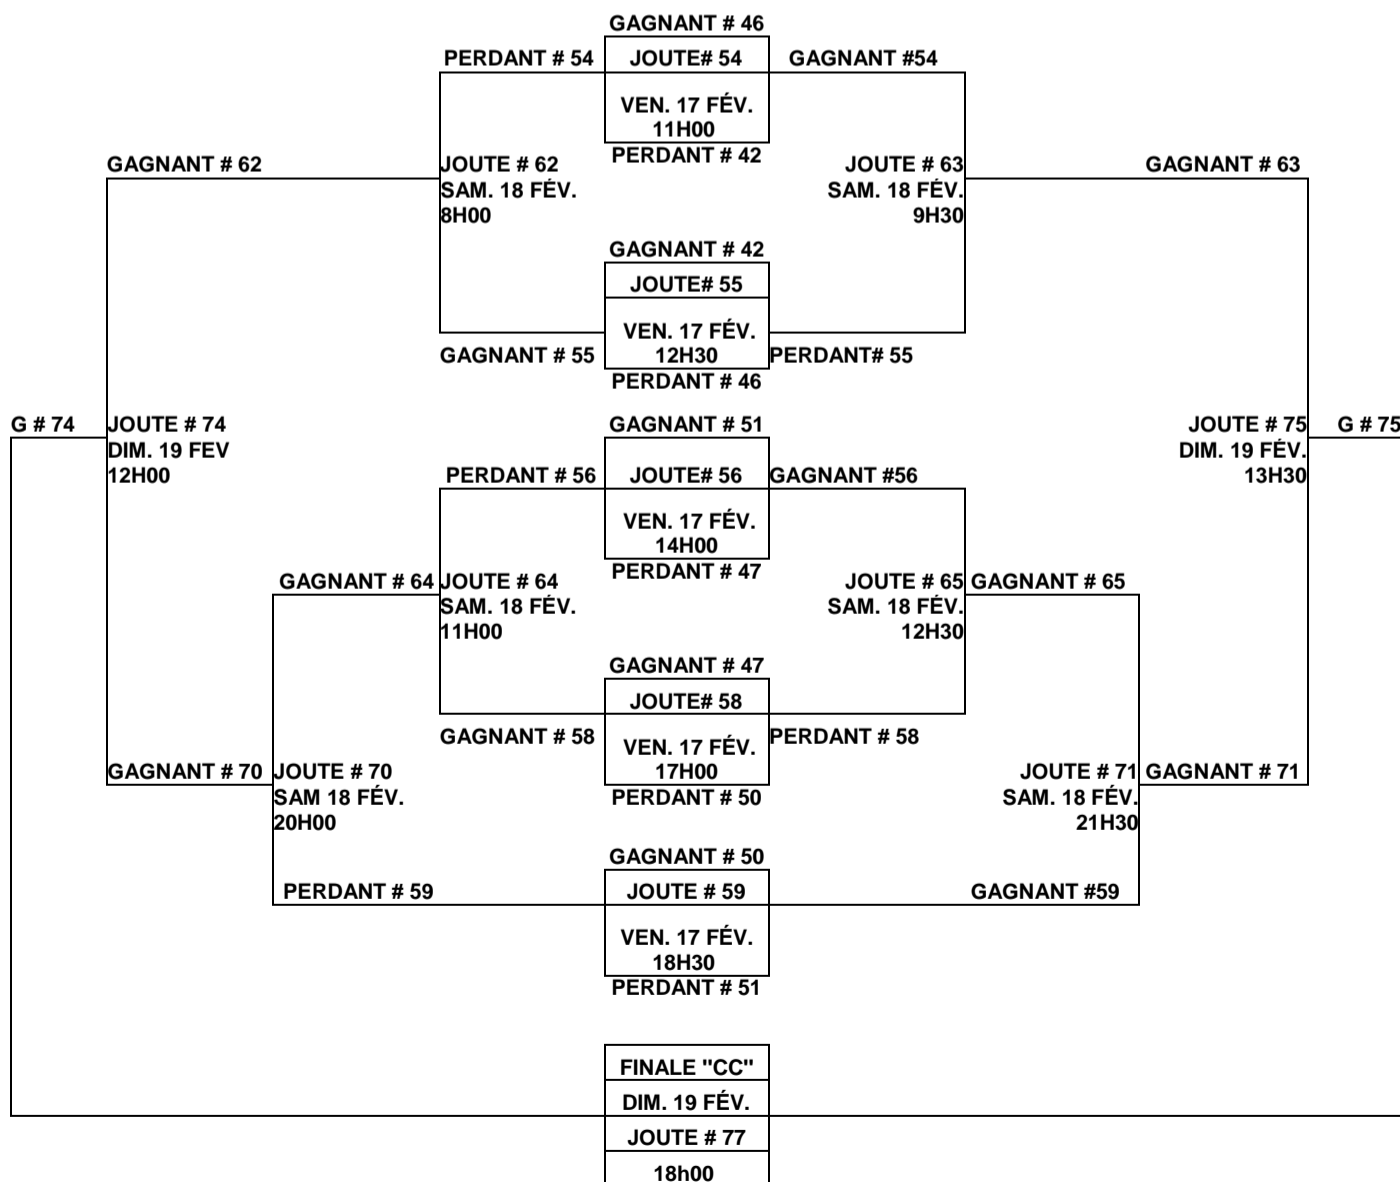 GAGNANT # 46
PERDANT # 54
JOUTE# 54
GAGNANT #54
VEN. 17 FÉV.
11H00
PERDANT # 42
GAGNANT # 62
JOUTE # 62
SAM. 18 FÉV.
8H00
JOUTE # 63
SAM. 18 FÉV.
9H30
GAGNANT # 63
GAGNANT # 42
JOUTE# 55
VEN. 17 FÉV.
12H30
GAGNANT # 55
PERDANT# 55
PERDANT # 46
G # 74
JOUTE # 74
DIM. 19 FEV
12H00
GAGNANT # 51
JOUTE # 75
DIM. 19 FÉV.
13H30
G # 75
PERDANT # 56
JOUTE# 56
GAGNANT #56
VEN. 17 FÉV.
14H00
PERDANT # 47
GAGNANT # 64
JOUTE # 64
SAM. 18 FÉV.
11H00
JOUTE # 65
SAM. 18 FÉV.
12H30
GAGNANT # 65
GAGNANT # 47
JOUTE# 58
GAGNANT # 58
VEN. 17 FÉV.
17H00
PERDANT # 58
PERDANT # 50
GAGNANT # 70
JOUTE # 70
SAM 18 FÉV.
20H00
JOUTE # 71
SAM. 18 FÉV.
21H30
GAGNANT # 71
GAGNANT # 50
PERDANT # 59
JOUTE # 59
GAGNANT #59
VEN. 17 FÉV.
18H30
PERDANT # 51
FINALE "CC"
DIM. 19 FÉV.
JOUTE # 77
18h00